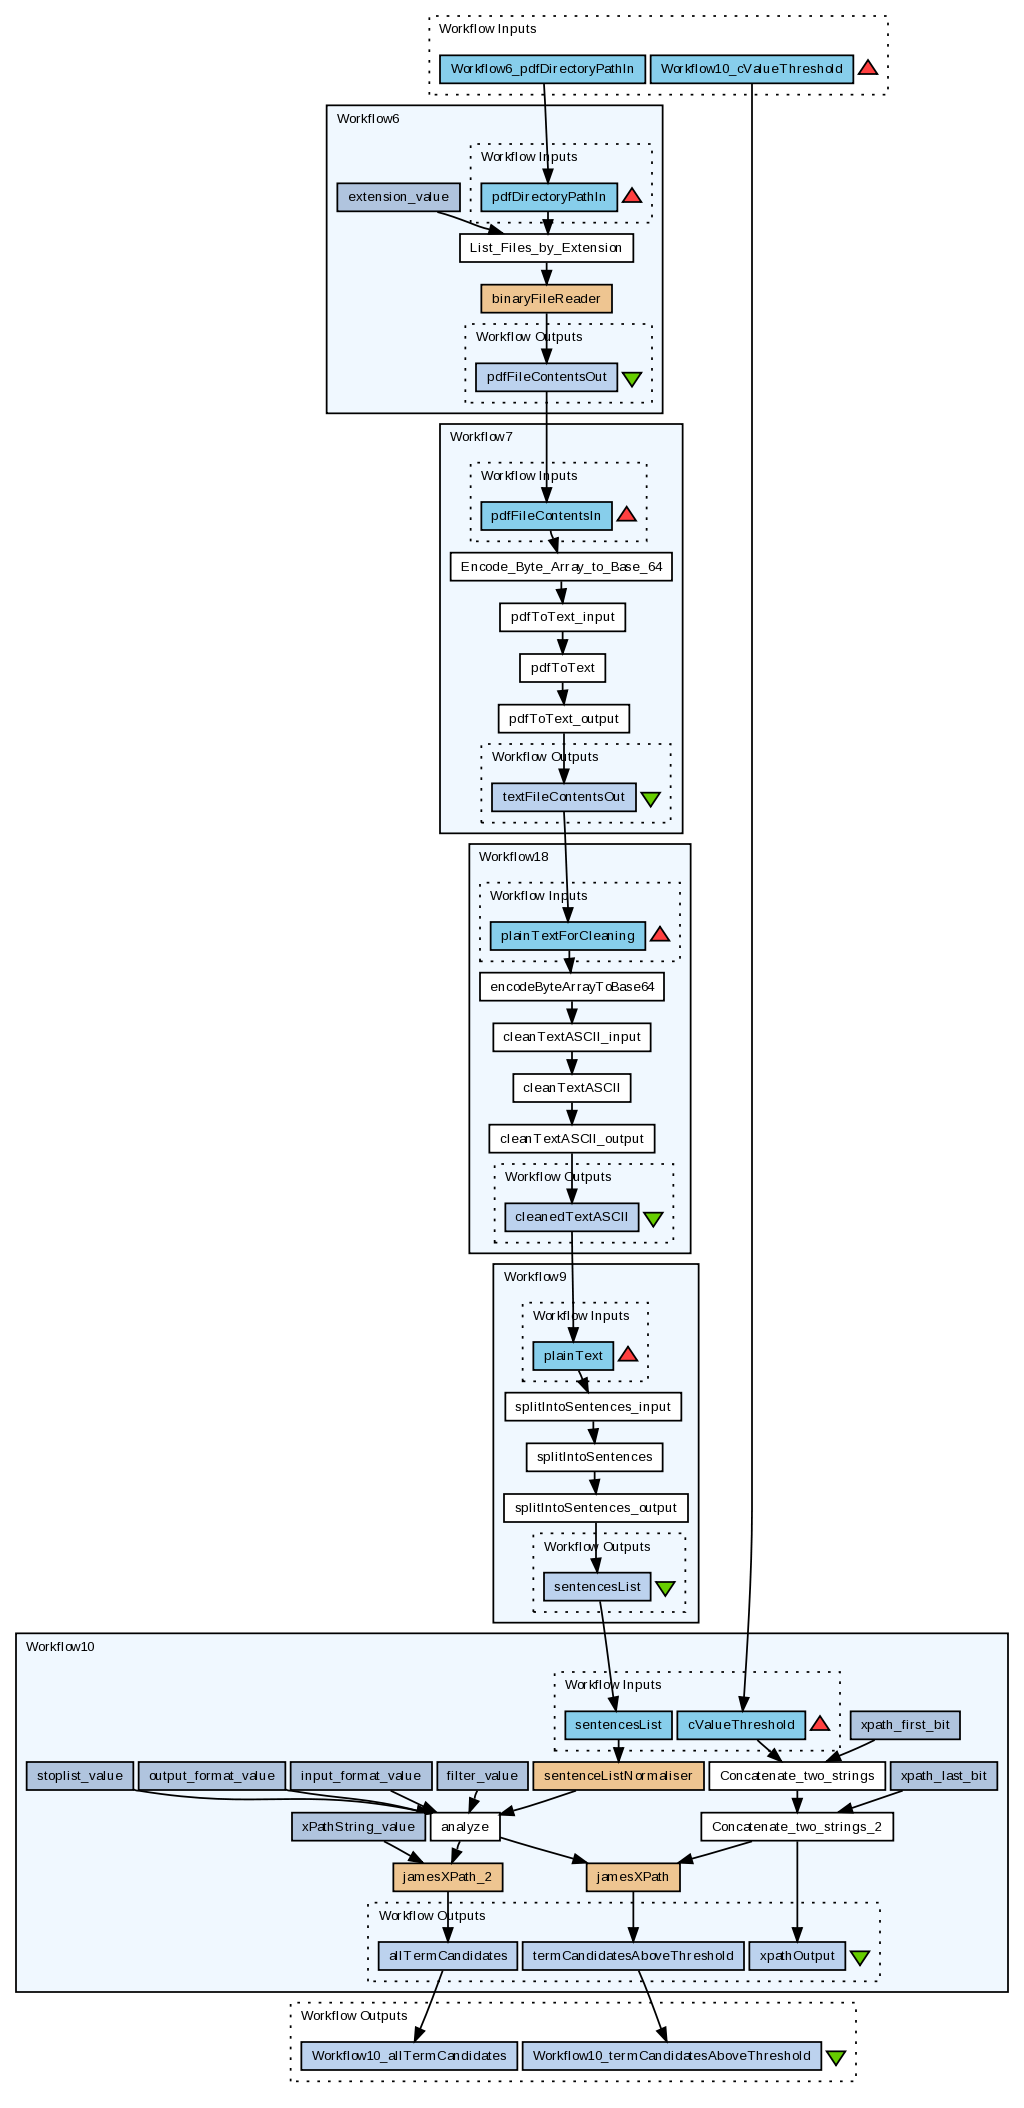 Workflow Inputs
Workflow6_pdfDirectoryPathIn Workflow10_cValueThreshold
Workflow6
Workflow Inputs
extension_value pdfDirectoryPathIn
List_Files_by_Extension
binaryFileReader
Workflow Outputs
pdfFileContentsOut
Workflow7
Workflow Inputs
pdfFileContentsIn
Encode_Byte_Array_to_Base_64
pdfToText_input
pdfToText
pdfToText_output
Workflow Outputs
textFileContentsOut
Workflow18
Workflow Inputs
plainTextForCleaning
encodeByteArrayToBase64
cleanTextASCII_input
cleanTextASCII
cleanTextASCII_output
Workflow Outputs
cleanedTextASCII
Workflow9
Workflow Inputs
plainText
splitIntoSentences_input
splitIntoSentences
splitIntoSentences_output
Workflow Outputs
sentencesList
Workflow10
Workflow Inputs
sentencesList cValueThreshold xpath_first_bit
stoplist_value output_format_value input_format_value filter_value sentenceListNormaliser Concatenate_two_strings xpath_last_bit
xPathString_value analyze Concatenate_two_strings_2
jamesXPath_2 jamesXPath
Workflow Outputs
allTermCandidates termCandidatesAboveThreshold xpathOutput
Workflow Outputs
Workflow10_allTermCandidates Workflow10_termCandidatesAboveThreshold